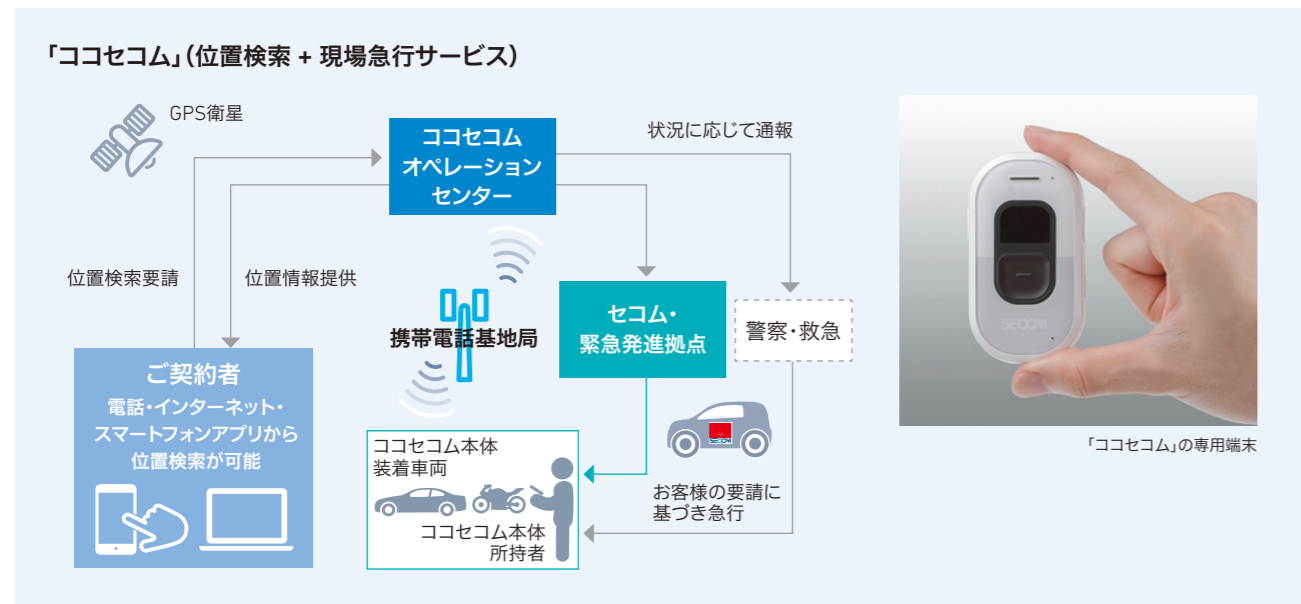 「ココセコム」（位置検索 + 現場急行サービス）
GPS衛星
ココセコム
オペレーション
センター
状況に応じて通報
位置検索要請
位置情報提供
携帯電話基地局
セコム・
緊急発進拠点
警察・救急
ご契約者
電話・インターネット・
スマートフォンアプリから
位置検索が可能
ココセコム本体
装着車両
ココセコム本体
所持者
SECOM
お客様の要請に
基づき急行
SECOM
「ココセコム」の専用端末